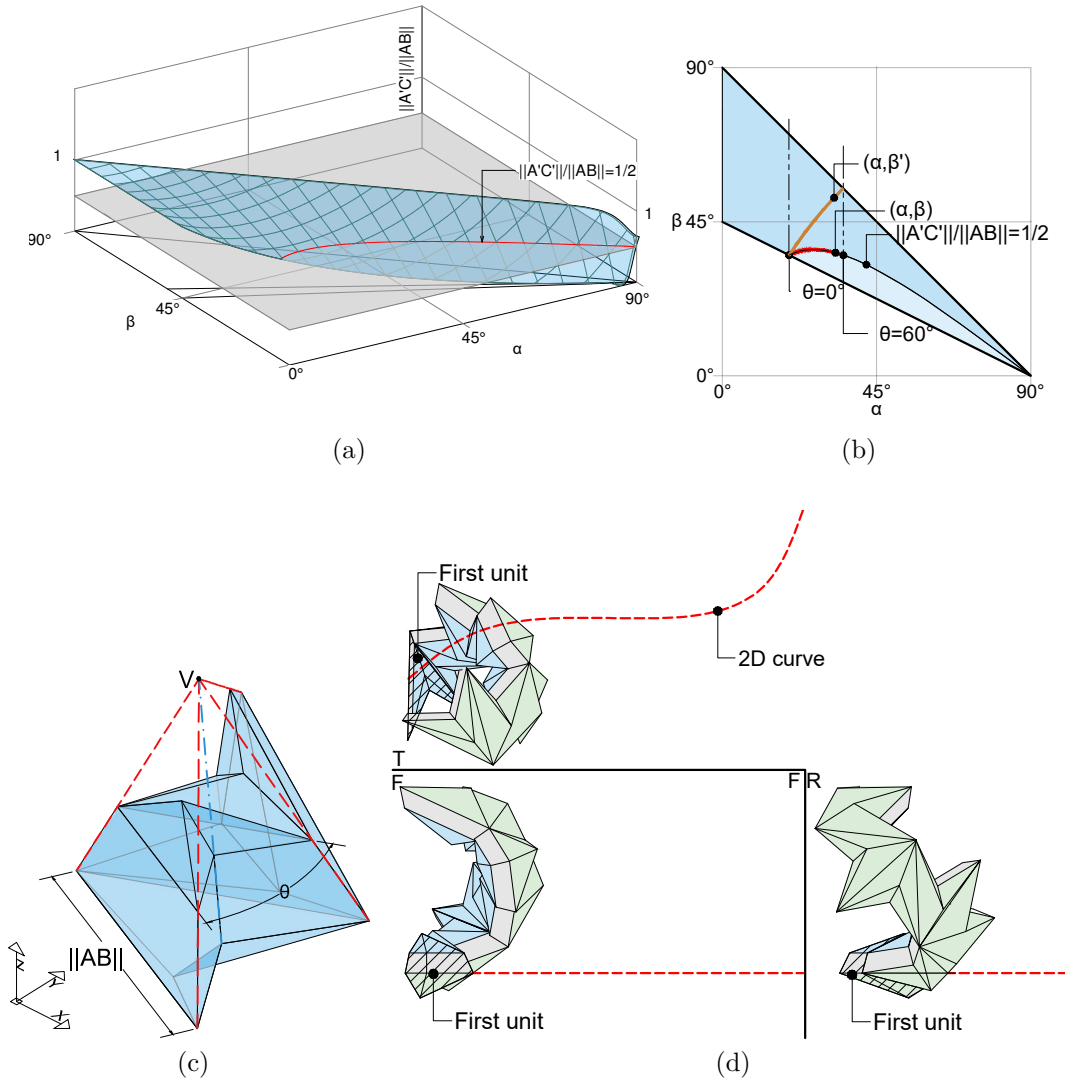 ||A'C'||/||AB||
1
||A'C'||/||AB||=1/2
1
90°
45°
β
0°
45°
α
90°
(a)
90°
(α,β')
(α,β)
β 45°
||A'C'||/||AB||=1/2
θ=0°
θ=60°
0°
0°
45°
90°
α
(b)
V
θ
||AB||
Z
Y
X
(c)
First unit
2D curve
T
F
F R
First unit
First unit
(d)